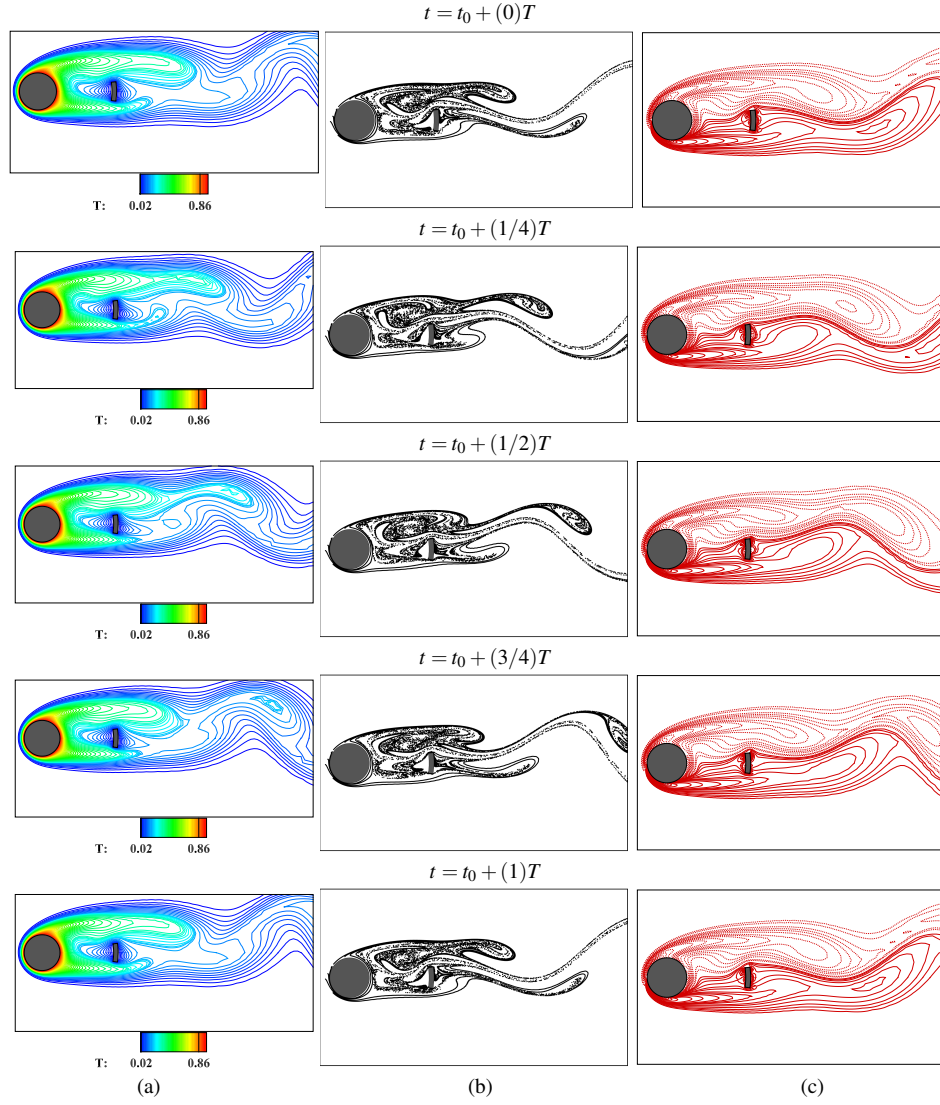 t = t₀ + (0)T
T: 0.02 0.86
t = t₀ + (1/4)T
T: 0.02 0.86
t = t₀ + (1/2)T
T: 0.02 0.86
t = t₀ + (3/4)T
T: 0.02 0.86
t = t₀ + (1)T
T: 0.02 0.86
(a) (b) (c)